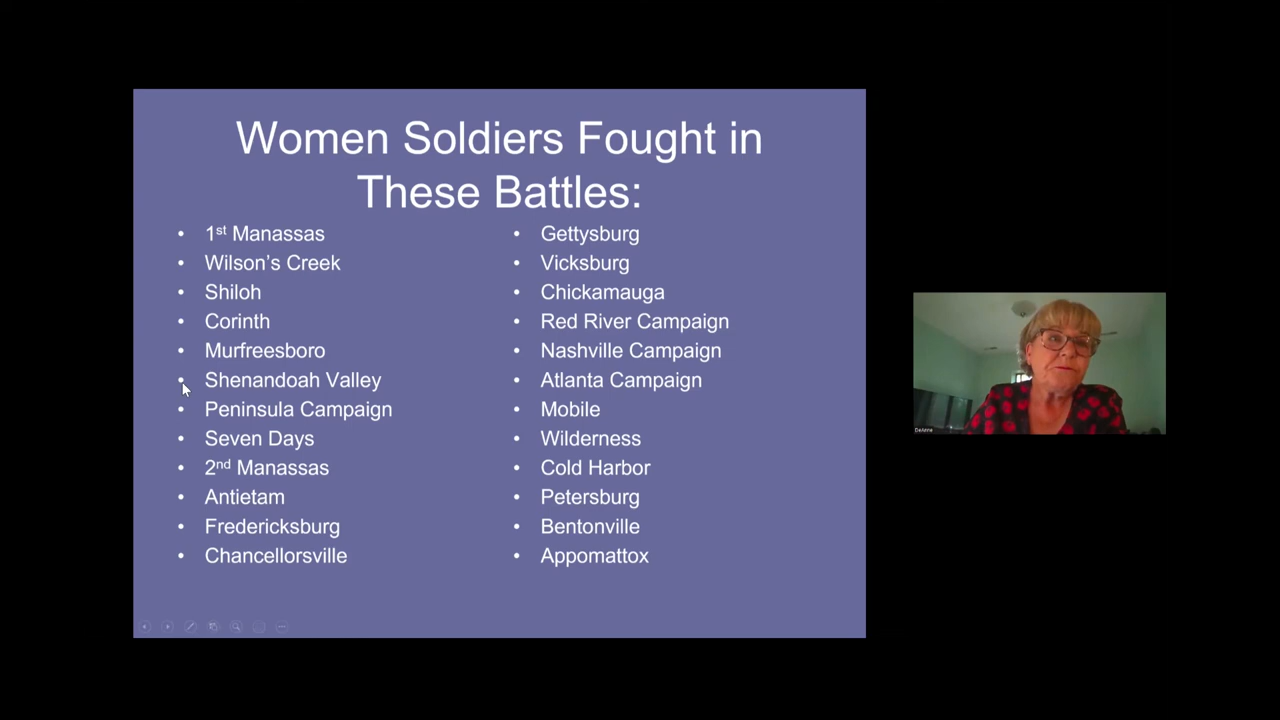 Women Soldiers Fought in
These Battles:
• 1st Manassas
• Wilson’s Creek
• Shiloh
• Corinth
• Murfreesboro
• Shenandoah Valley
• Peninsula Campaign
• Seven Days
• 2nd Manassas
• Antietam
• Fredericksburg
• Chancellorsville
• Gettysburg
• Vicksburg
• Chickamauga
• Red River Campaign
• Nashville Campaign
• Atlanta Campaign
• Mobile
• Wilderness
• Cold Harbor
• Petersburg
• Bentonville
• Appomattox
DeAnne